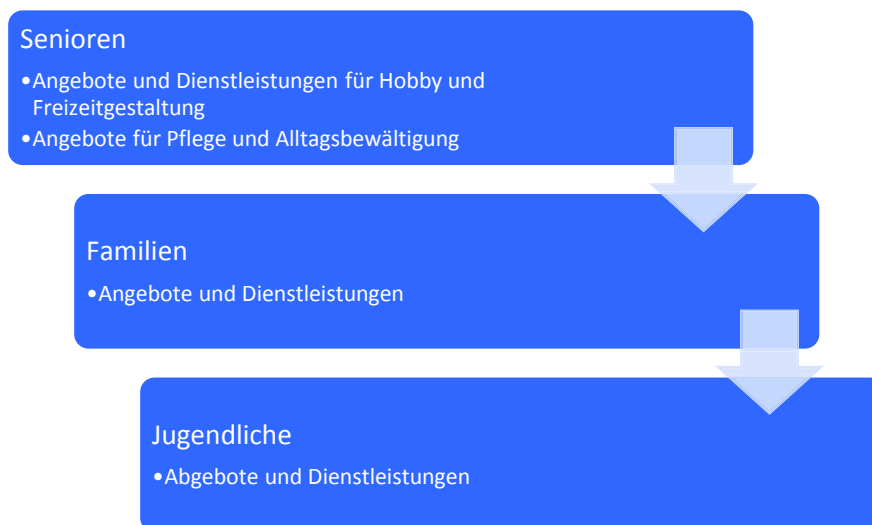 Senioren
•Angebote und Dienstleistungen für Hobby und
Freizeitgestaltung
•Angebote für Pflege und Alltagsbewältigung
Familien
•Angebote und Dienstleistungen
Jugendliche
•Abgebote und Dienstleistungen